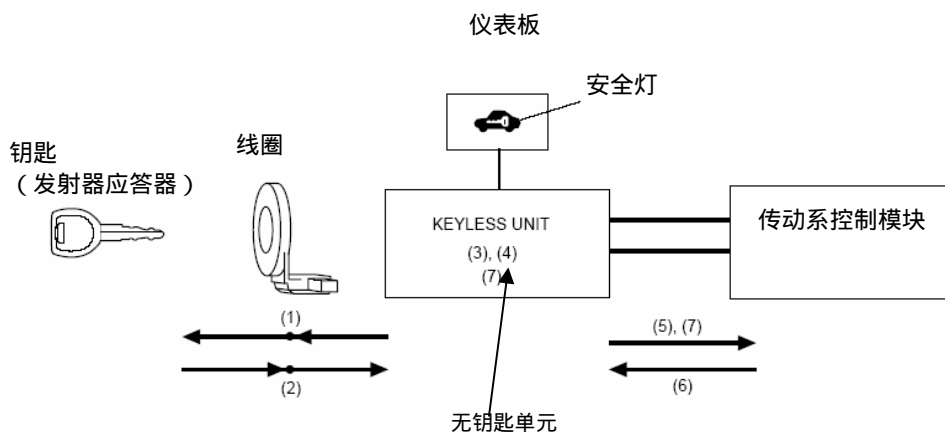 仪表板
安全灯
钥匙
（发射器应答器）
线圈
KEYLESS UNIT
(3), (4)
(7)
传动系控制模块
(1)
(2)
(5), (7)
(6)
无钥匙单元